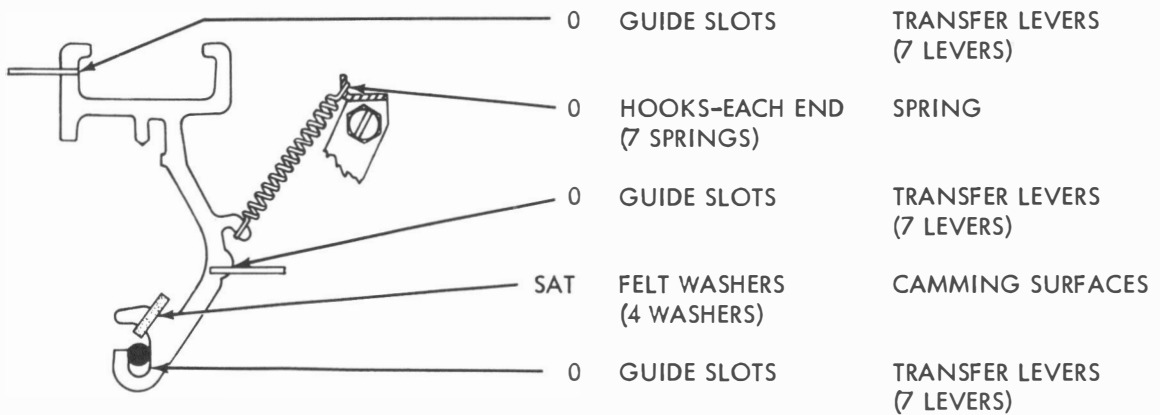 0 GUIDE SLOTS TRANSFER LEVERS
(7 LEVERS)
0 HOOKS-EACH END SPRING
(7 SPRINGS)
0 GUIDE SLOTS TRANSFER LEVERS
(7 LEVERS)
SAT FELT WASHERS CAMMING SURFACES
(4 WASHERS)
0 GUIDE SLOTS TRANSFER LEVERS
(7 LEVERS)